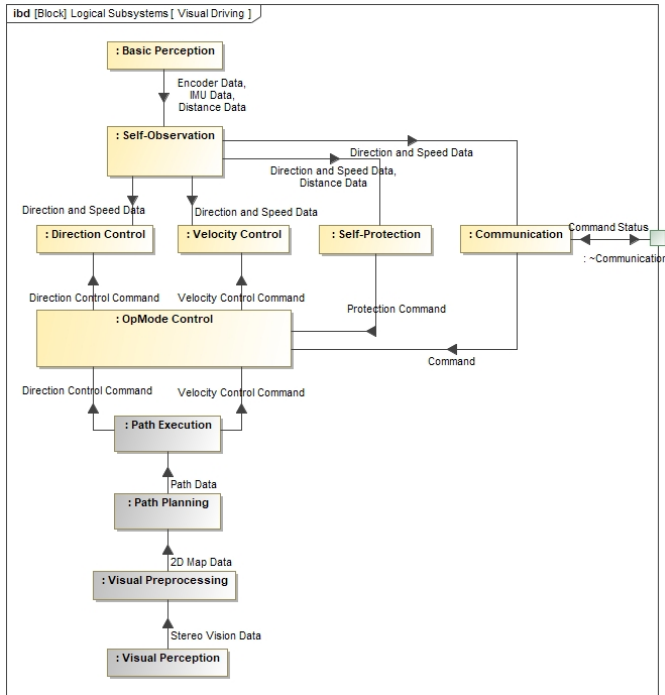 ibd [Block] Logical Subsystems [ Visual Driving ]
: Basic Perception
Encoder Data,
IMU Data,
Distance Data
: Self-Observation
Direction and Speed Data
Direction and Speed Data,
Distance Data
Direction and Speed Data
Direction and Speed Data
: Direction Control
: Velocity Control
: Self-Protection
: Communication
Command Status
: ~Communication
Direction Control Command
Velocity Control Command
Protection Command
: OpMode Control
Command
Direction Control Command
Velocity Control Command
: Path Execution
Path Data
: Path Planning
2D Map Data
: Visual Preprocessing
Stereo Vision Data
: Visual Perception